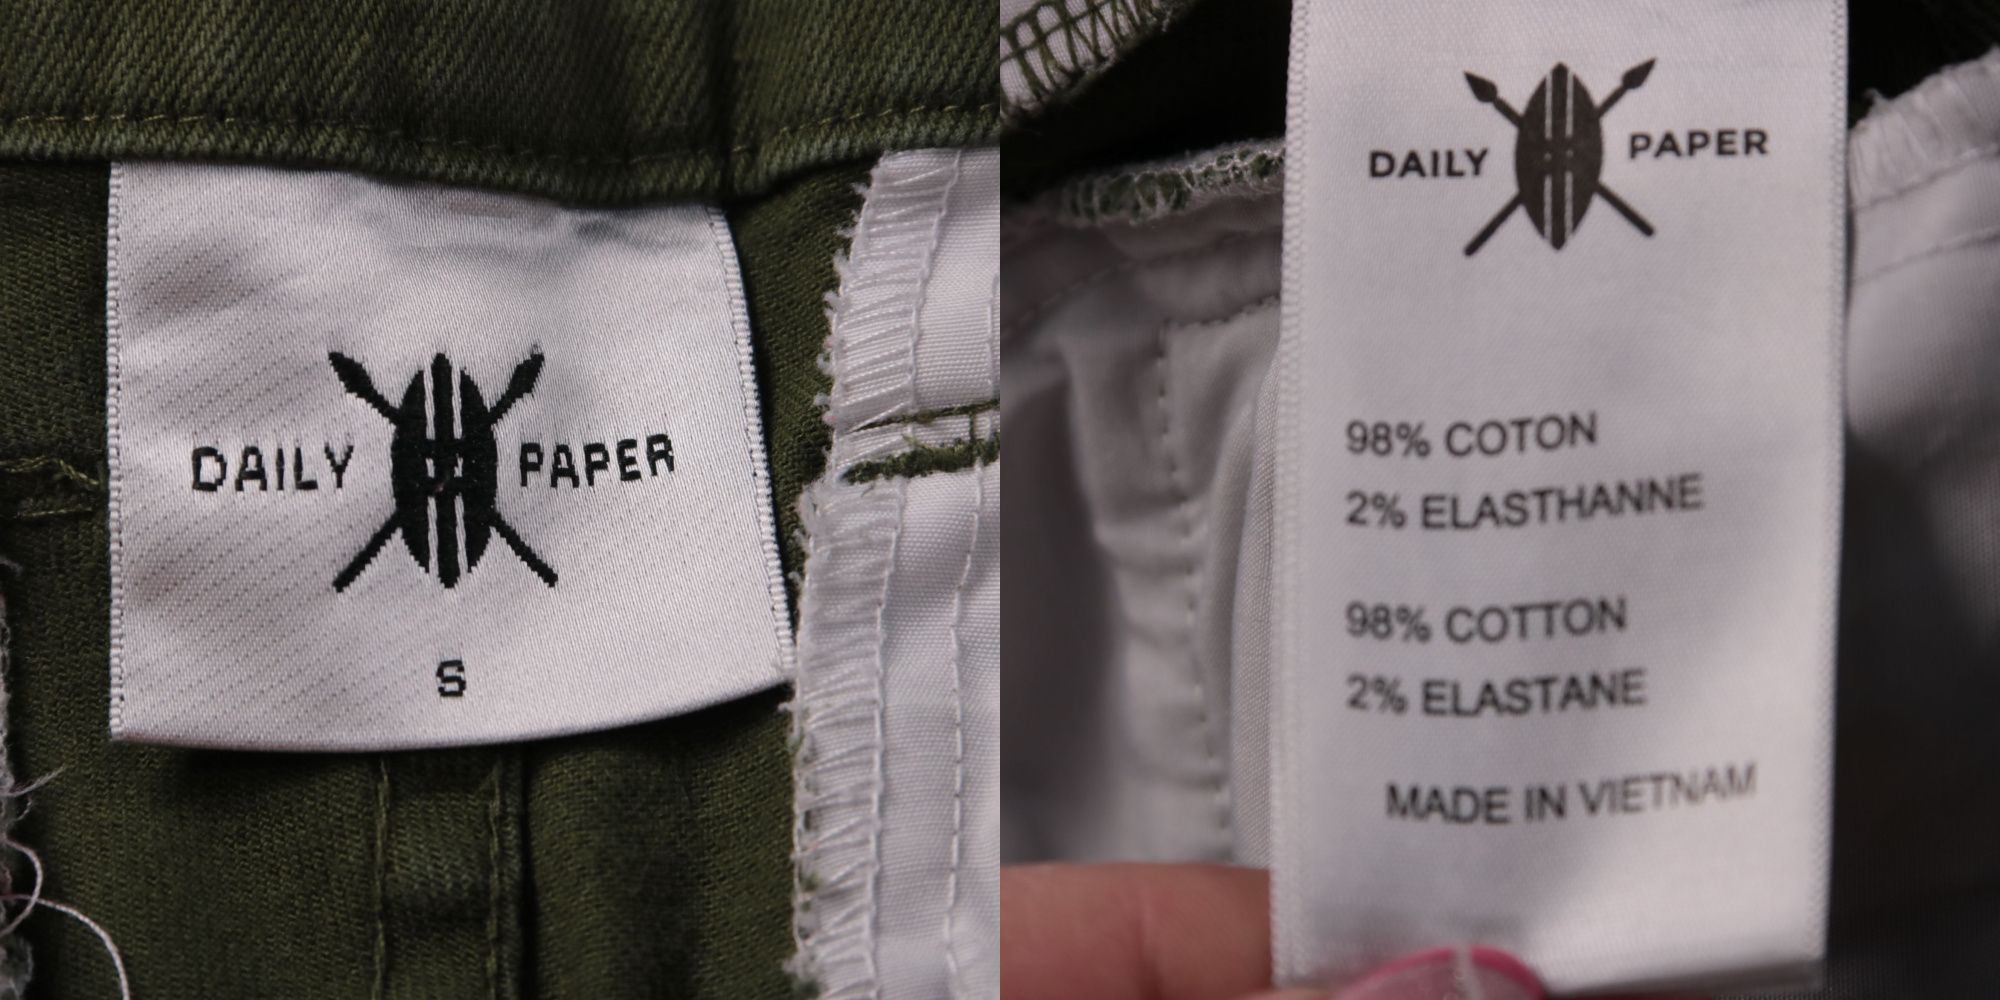 DAILY PAPER
S
DAILY PAPER
98% COTON
2% ELASTHANNE
98% COTTON
2% ELASTANE
MADE IN VIETNAM